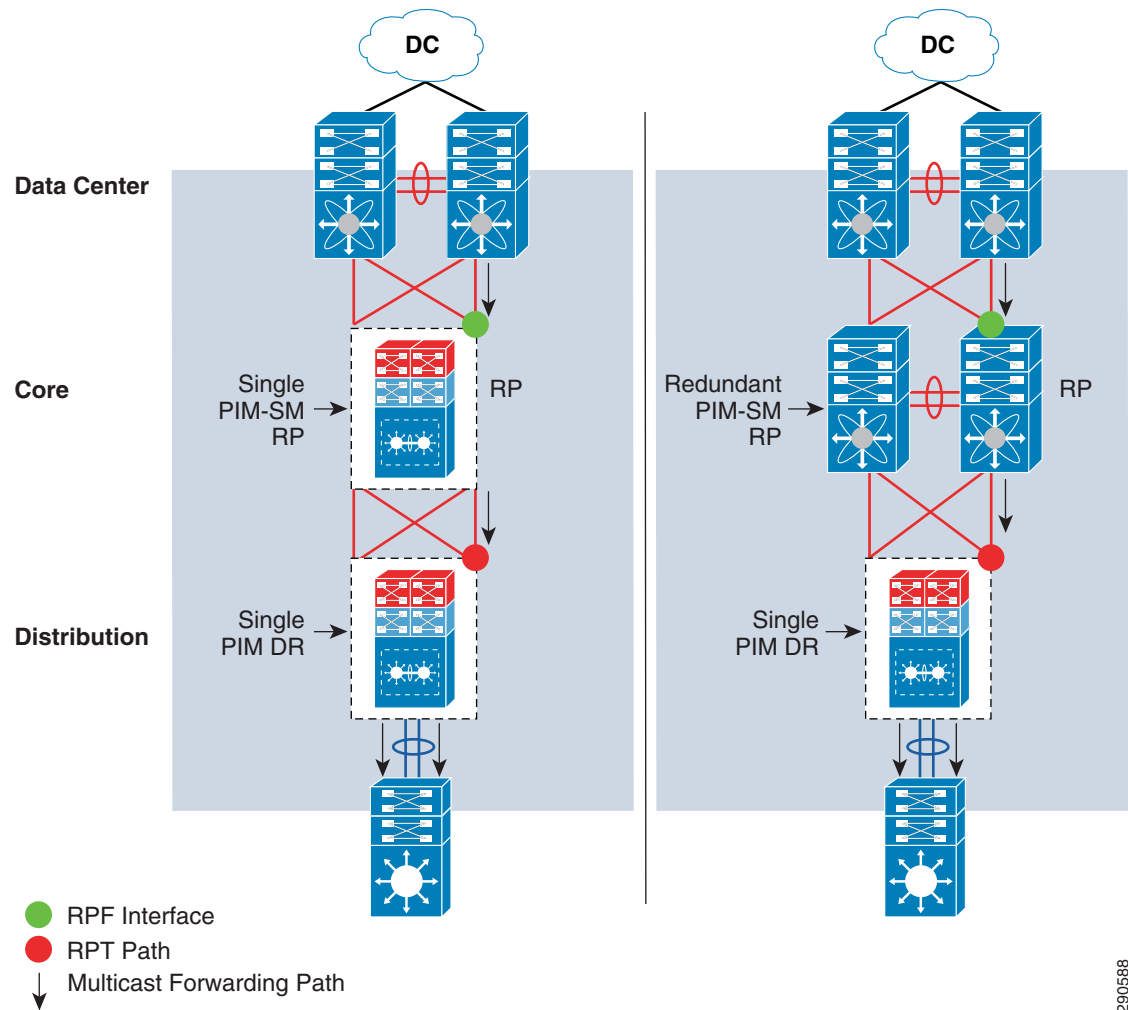 DC
DC
Data Center
Core
Single
PIM-SM
RP
RP
Redundant
PIM-SM
RP
RP
Distribution
Single
PIM DR
Single
PIM DR
RPF Interface
RPT Path
Multicast Forwarding Path
290588